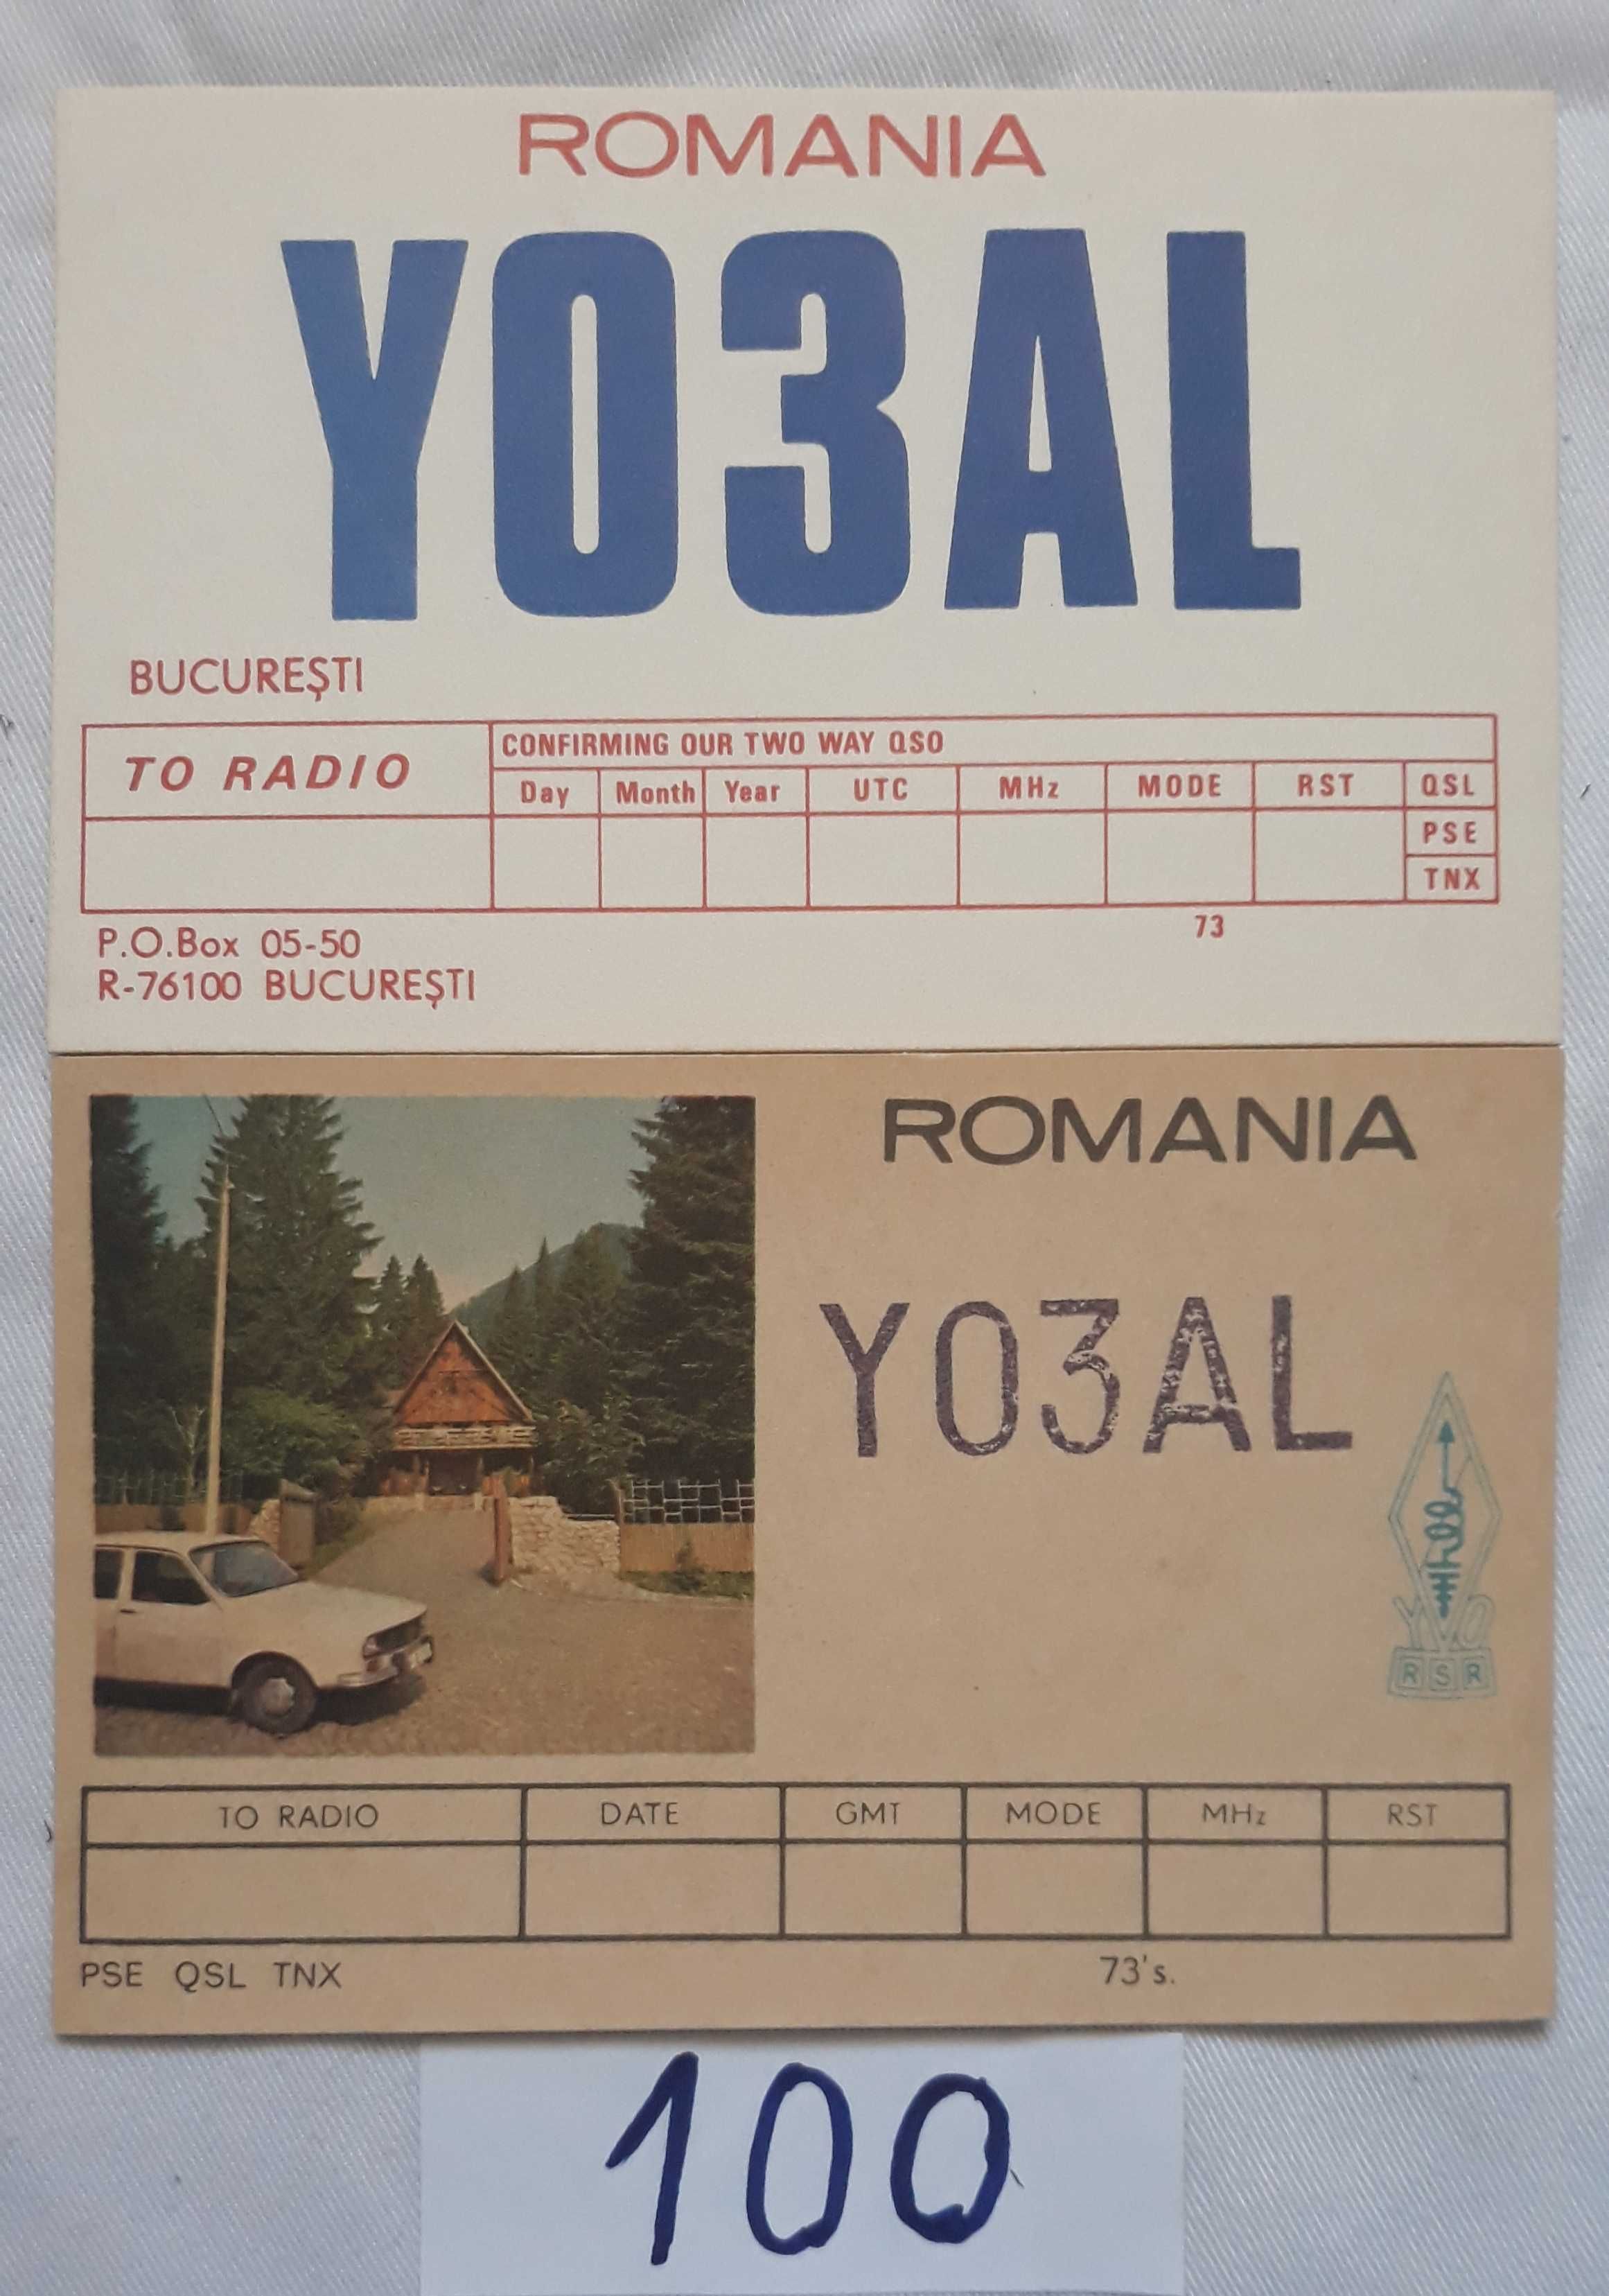 ROMANIA
YO3AL
BUCUREȘTI
TO RADIO
CONFIRMING OUR TWO WAY QSO
Day Month Year UTC MHz MODE RST QSL
PSE
TNX
73
P.O.Box 05-50
R-76100 BUCUREȘTI
ROMANIA
YO3AL
YO
RSR
TO RADIO DATE GMT MODE MHz RST
PSE QSL TNX 73's.
100